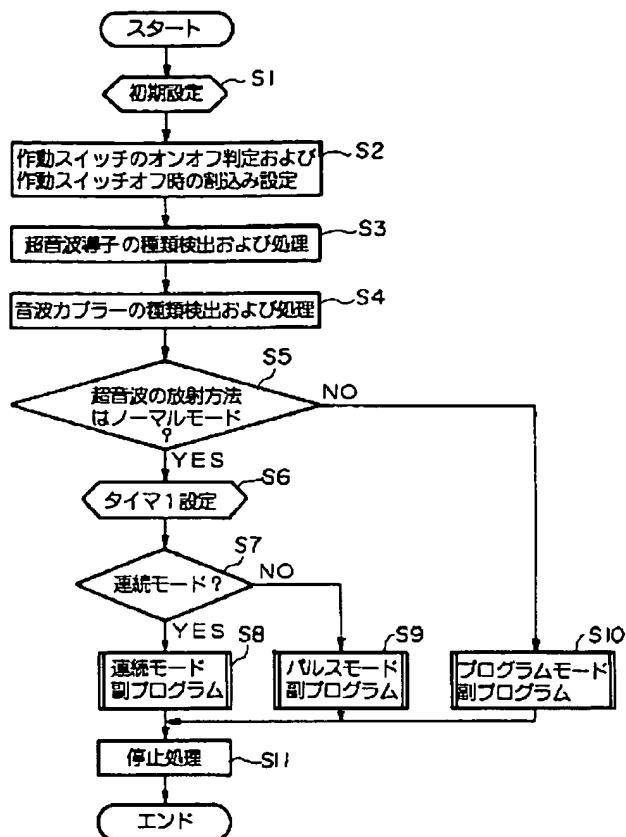 スタート
S1
初期設定
S2
作動スイッチのオンオフ判定および
作動スイッチオフ時の割込み設定
S3
超音波導子の種類検出および処理
S4
音波カプラーの種類検出および処理
S5
超音波の放射方法
はノーマルモード
?
NO
YES
S6
タイマ1設定
S7
連続モード?
NO
YES
S8
連続モード
副プログラム
S9
パルスモード
副プログラム
S10
プログラムモード
副プログラム
停止処理
S11
エンド